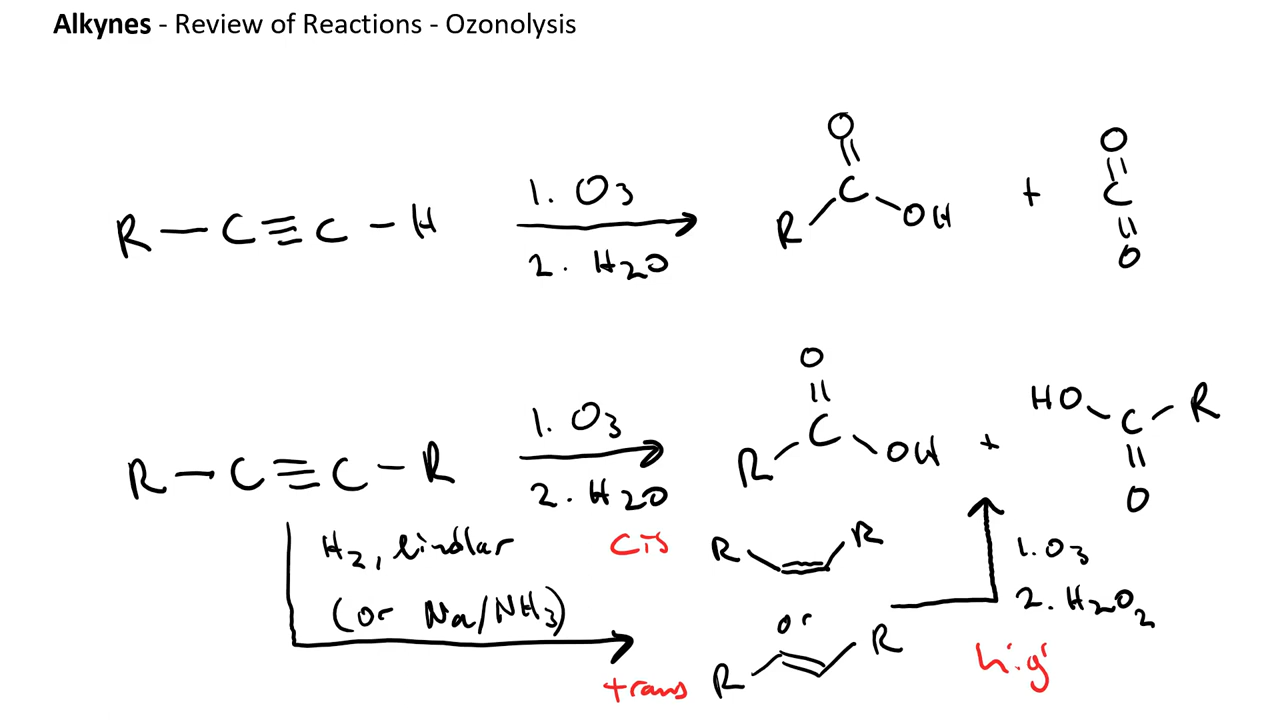 Alkynes - Review of Reactions - Ozonolysis
O O
1. O3
R — C ≡ C — H R C OH + C
2. H2O O
O
1. O3 HO C R
R — C ≡ C — R R C OH +
2. H2O O
H2, lindlar cis R R
1. O3
(or Na/NH3) or 2. H2O2
trans R R